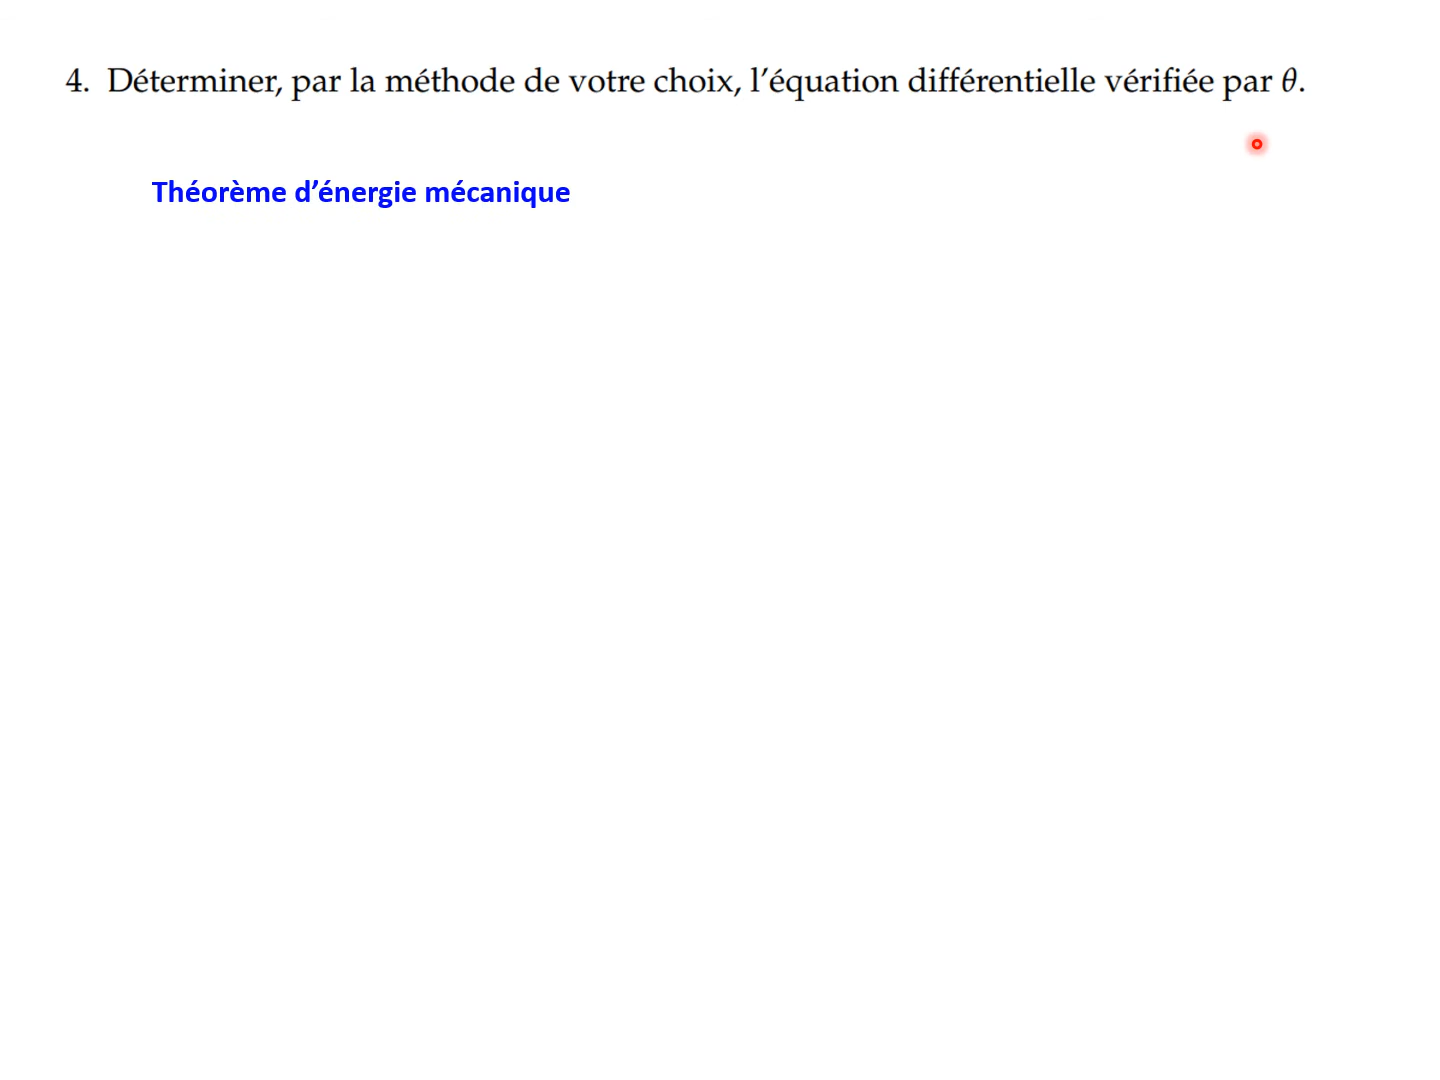 4. Déterminer, par la méthode de votre choix, l’équation différentielle vérifiée par θ.
Théorème d’énergie mécanique